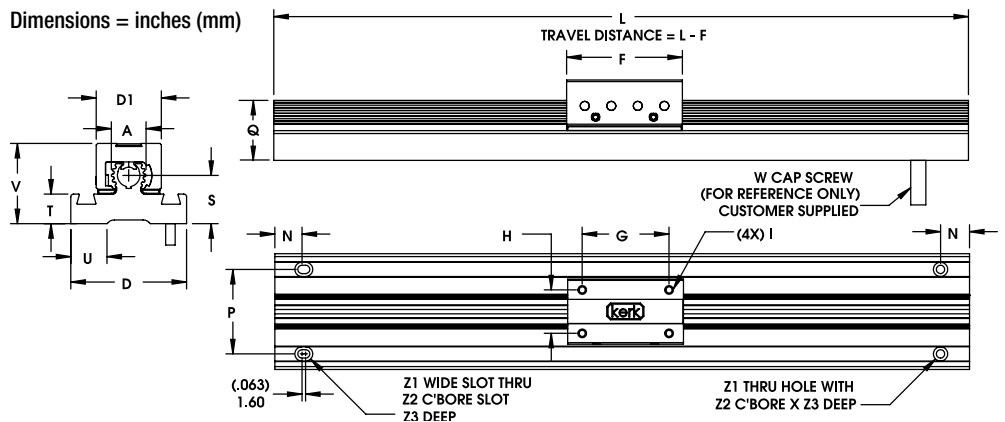 Dimensions = inches (mm)
L
TRAVEL DISTANCE = L - F
F
D1
A
Q
V
T
S
U
D
W CAP SCREW
(FOR REFERENCE ONLY)
CUSTOMER SUPPLIED
N
H
G
(4X) I
N
P
kerk
(.063)
1.60
Z1 WIDE SLOT THRU
Z2 C'BORE SLOT
Z3 DEEP
Z1 THRU HOLE WITH
Z2 C'BORE X Z3 DEEP